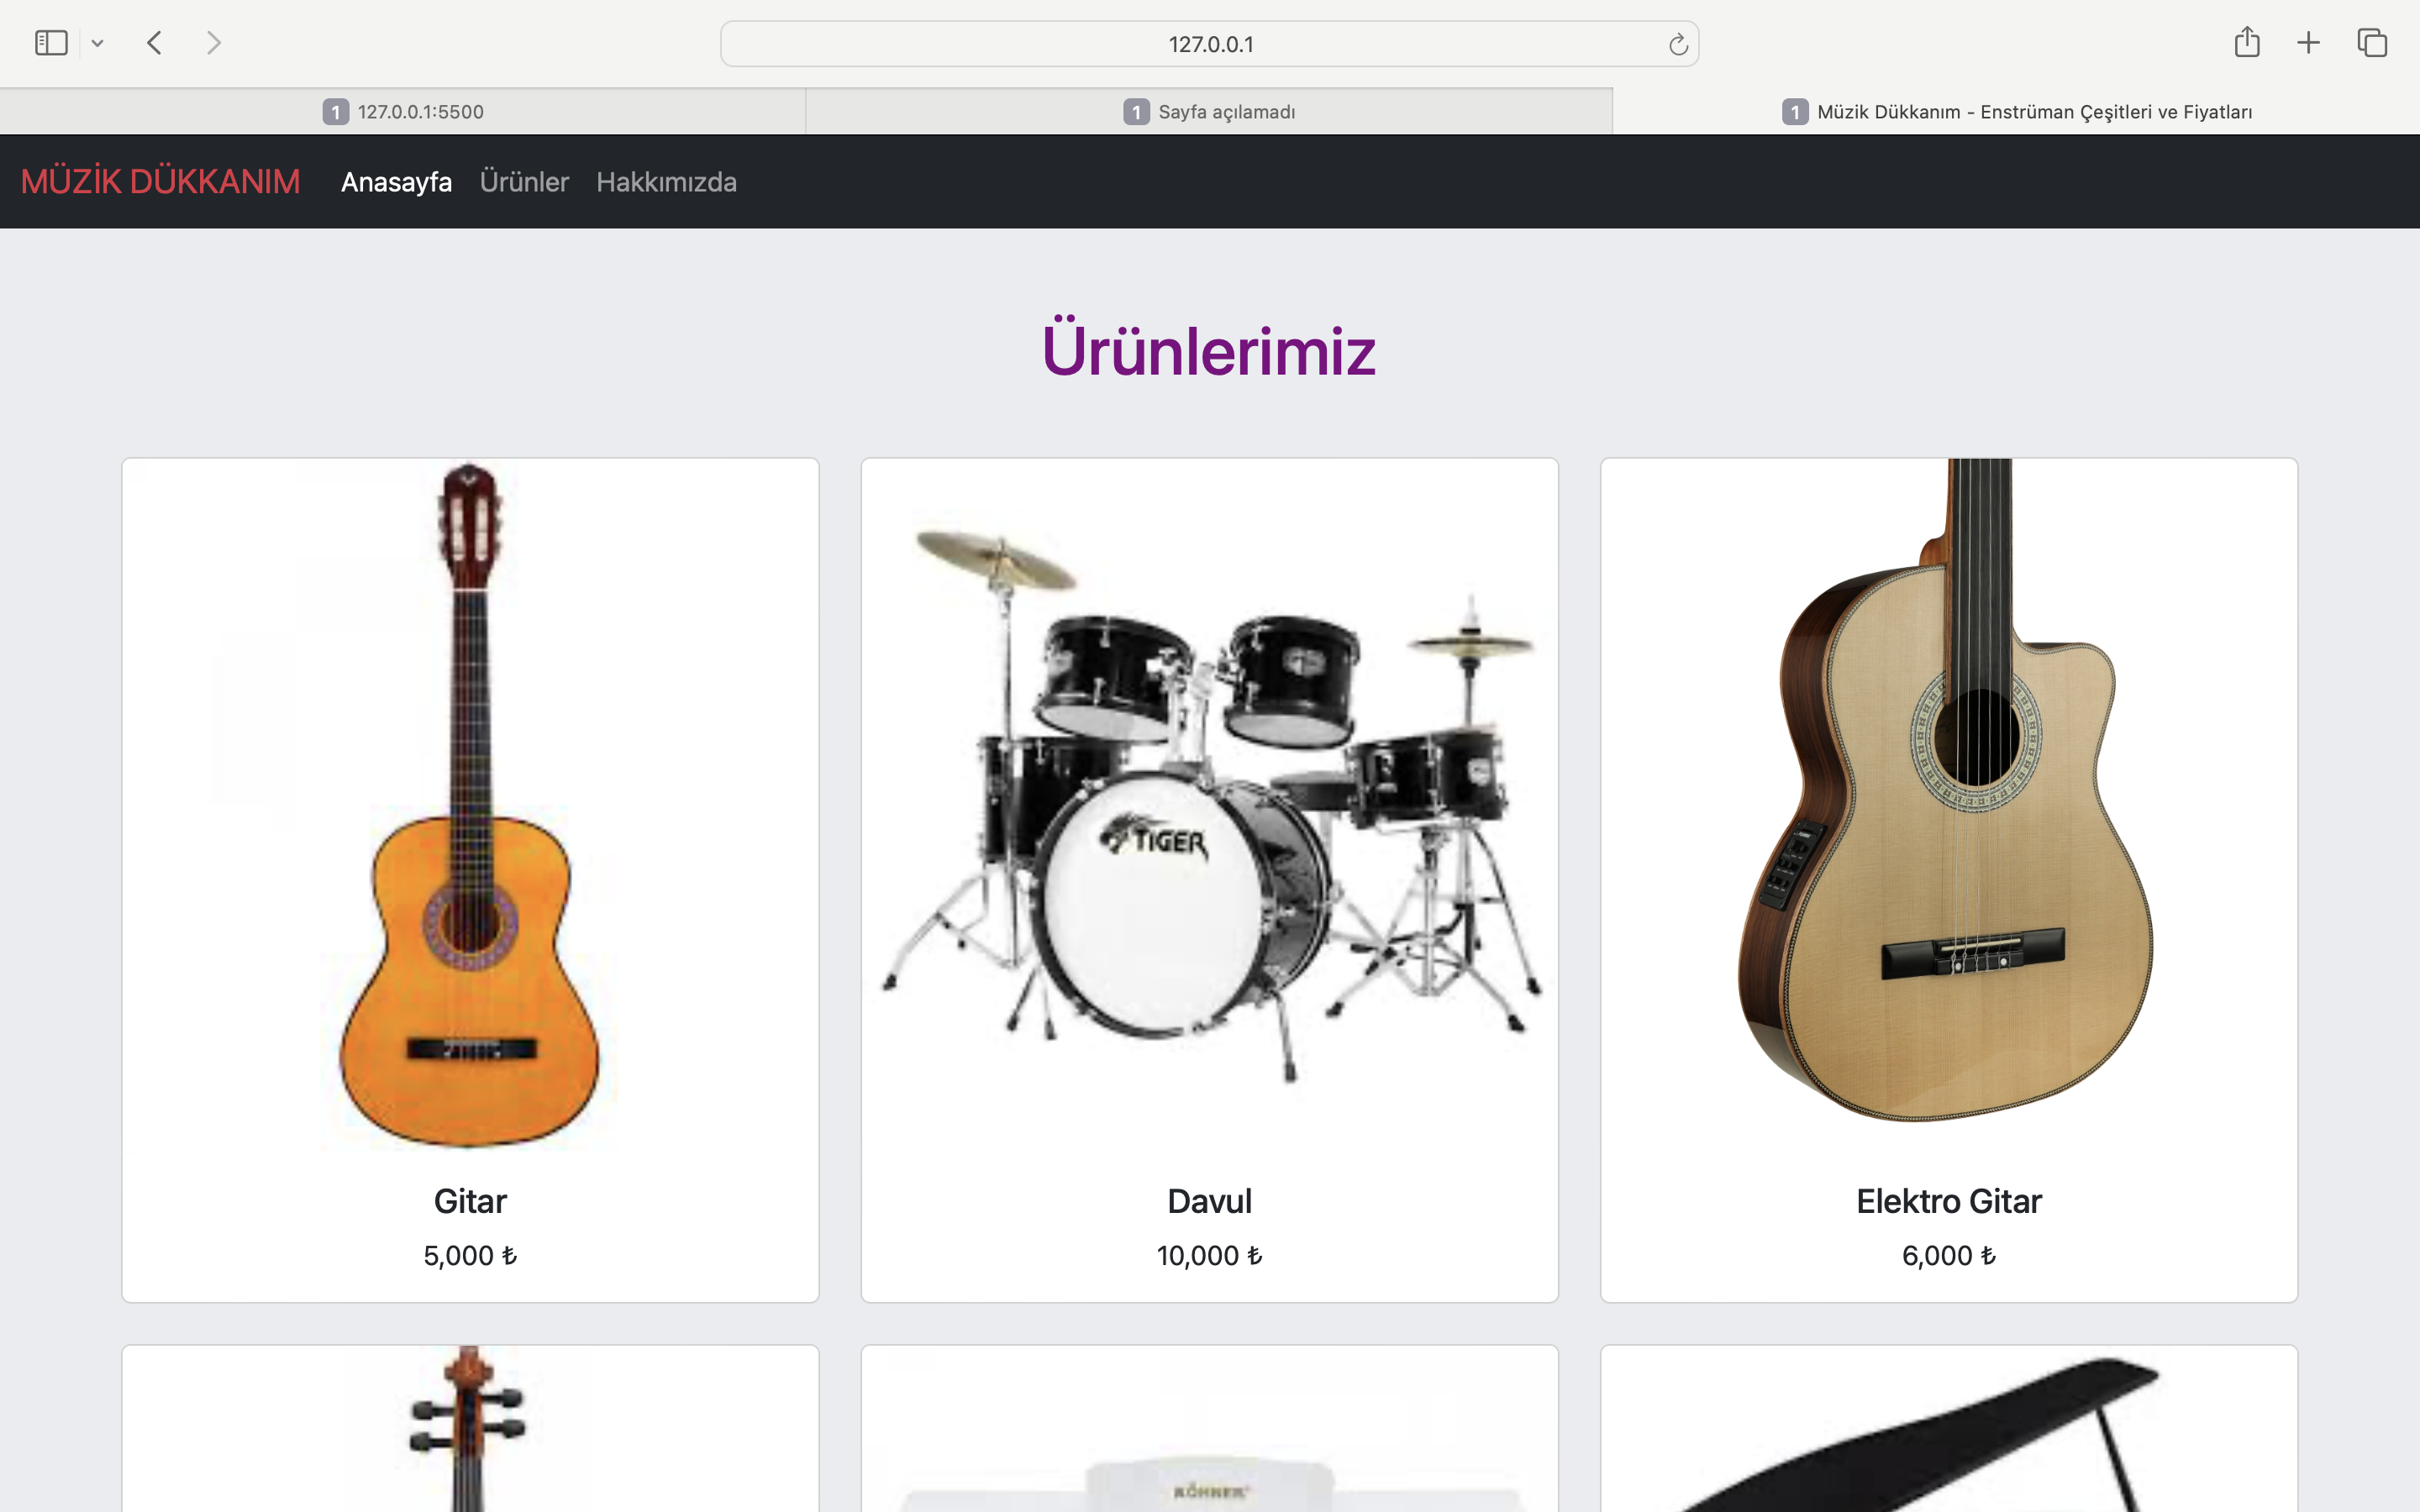 127.0.0.1
1 127.0.0.1:5500
1 Sayfa açılamadı
1 Müzik Dükkanım - Enstrüman Çeşitleri ve Fiyatları
MÜZİK DÜKKANIM Anasayfa Ürünler Hakkımızda
Ürünlerimiz
TIGER
Gitar
5,000 ₺
Davul
10,000 ₺
Elektro Gitar
6,000 ₺
KÖHNER